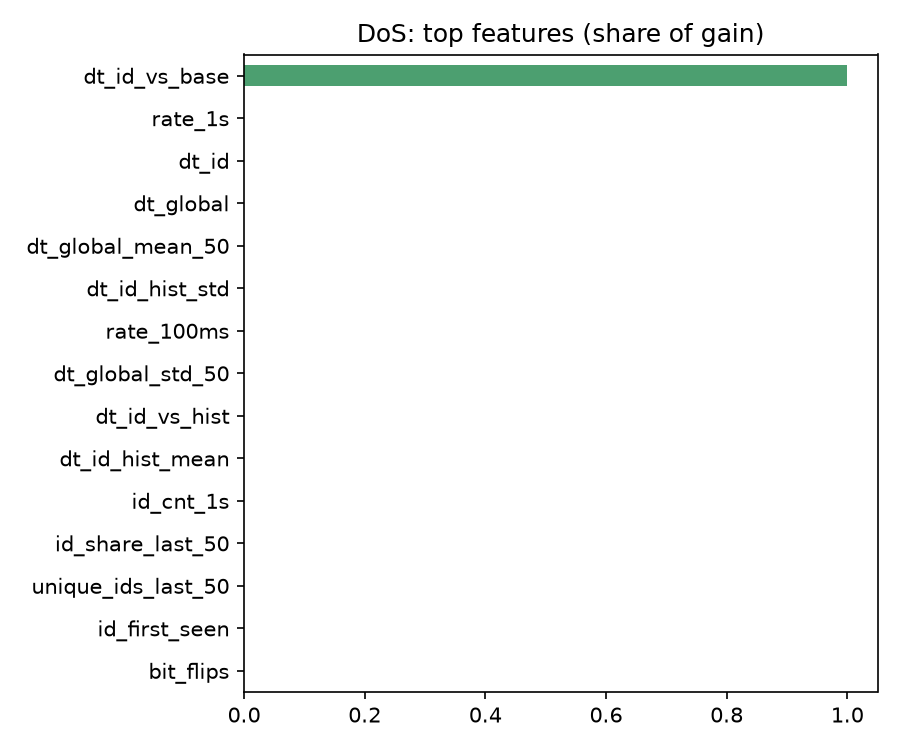 DoS: top features (share of gain)
dt_id_vs_base
rate_1s
dt_id
dt_global
dt_global_mean_50
dt_id_hist_std
rate_100ms
dt_global_std_50
dt_id_vs_hist
dt_id_hist_mean
id_cnt_1s
id_share_last_50
unique_ids_last_50
id_first_seen
bit_flips
0.0 0.2 0.4 0.6 0.8 1.0